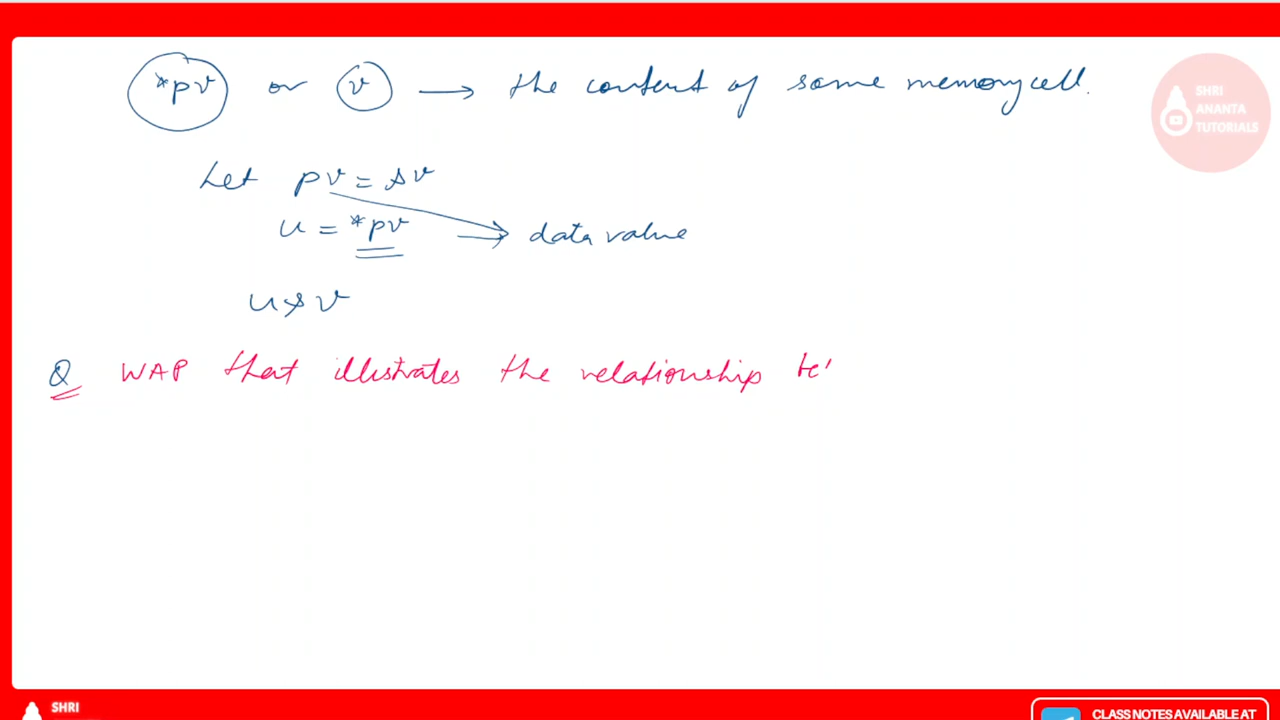 *pv or v → the content of some memory cell.
SHRI
ANANTA
TUTORIALS
Let pv = &v
u = *pv → data value
u & v
Q WAP that illustrates the relationship
SHRI
CLASS NOTES AVAILABLE AT